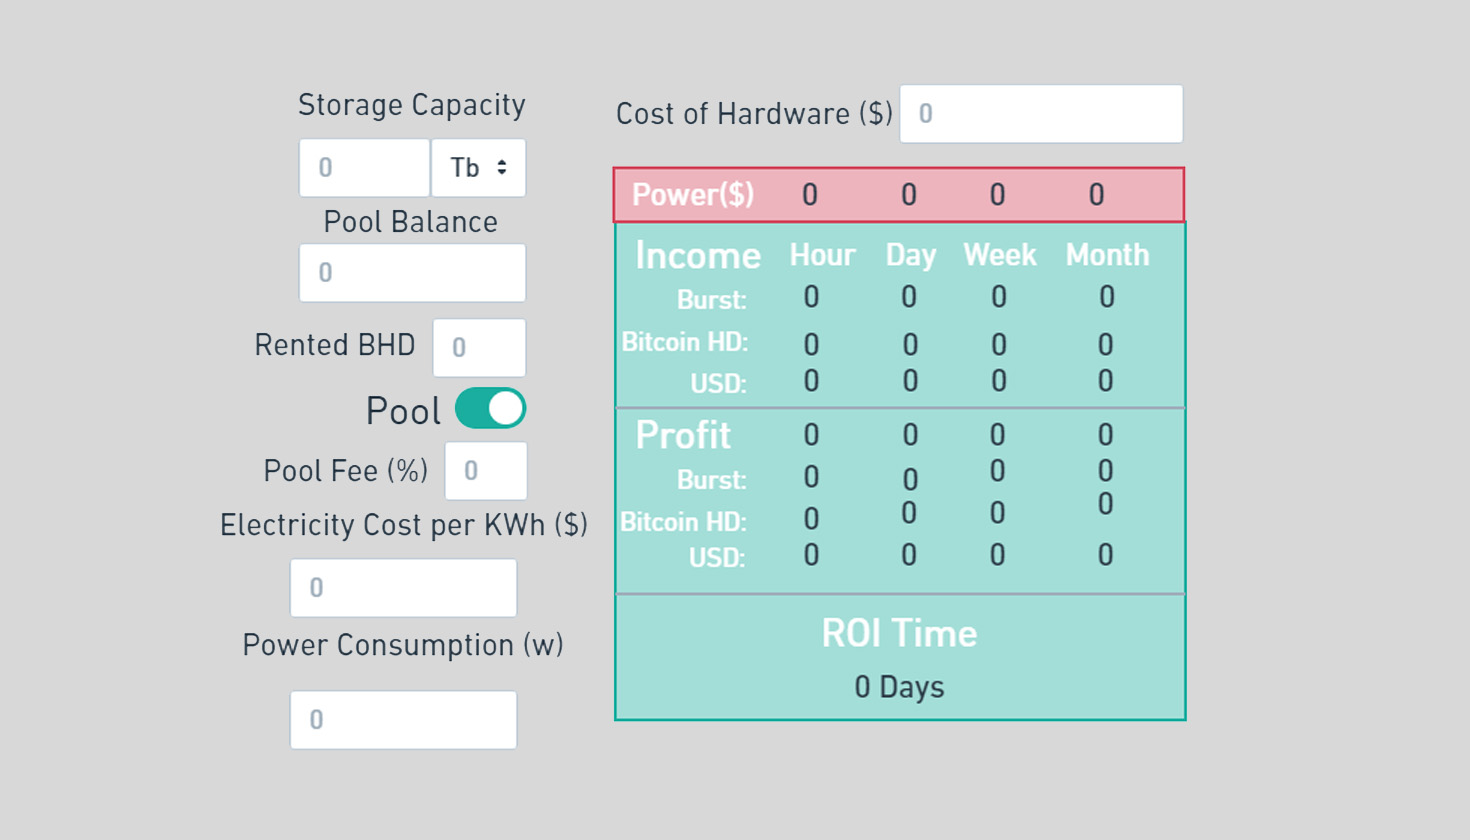 Storage Capacity
0 Tb
Pool Balance
0
Rented BHD 0
Pool
Pool Fee (%) 0
Electricity Cost per KWh ($)
0
Power Consumption (w)
0
Cost of Hardware ($) 0
Power($) 0 0 0 0
Income Hour Day Week Month
Burst: 0 0 0 0
Bitcoin HD: 0 0 0 0
USD: 0 0 0 0
Profit 0 0 0 0
Burst: 0 0 0 0
Bitcoin HD: 0 0 0 0
USD: 0 0 0 0
ROI Time
0 Days